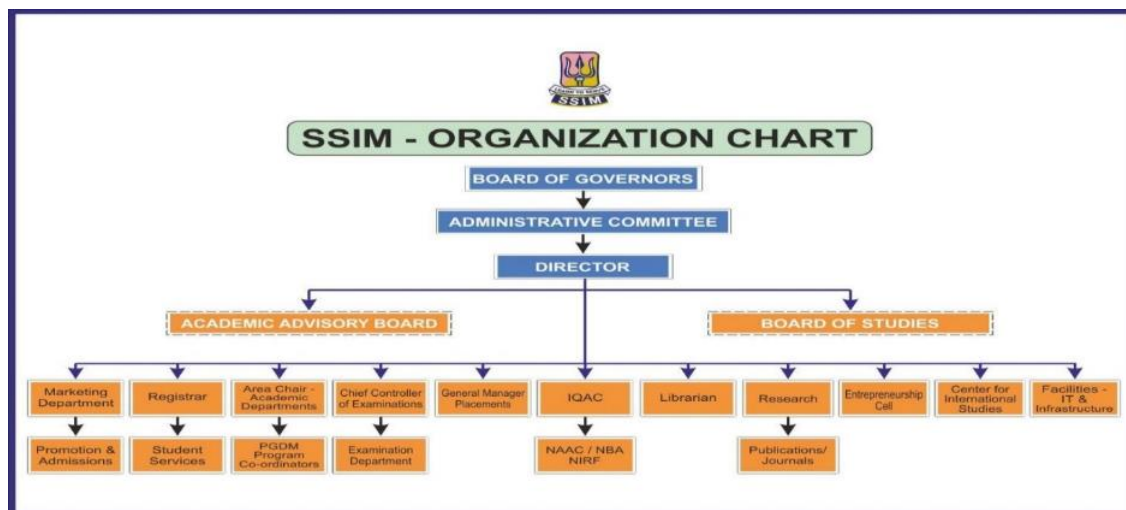 LEARN TO SERVE
SSIM
SSIM - ORGANIZATION CHART
BOARD OF GOVERNORS
ADMINISTRATIVE COMMITTEE
DIRECTOR
ACADEMIC ADVISORY BOARD
BOARD OF STUDIES
Marketing
Department
Registrar
Area Chair -
Academic
Departments
Chief Controller
of Examinations
General Manager
Placements
IQAC
Librarian
Research
Entrepreneurship
Cell
Center for
International
Studies
Facilities -
IT &
Infrastructure
Promotion &
Admissions
Student
Services
PGDM
Program
Co-ordinators
Examination
Department
NAAC / NBA
NIRF
Publications/
Journals